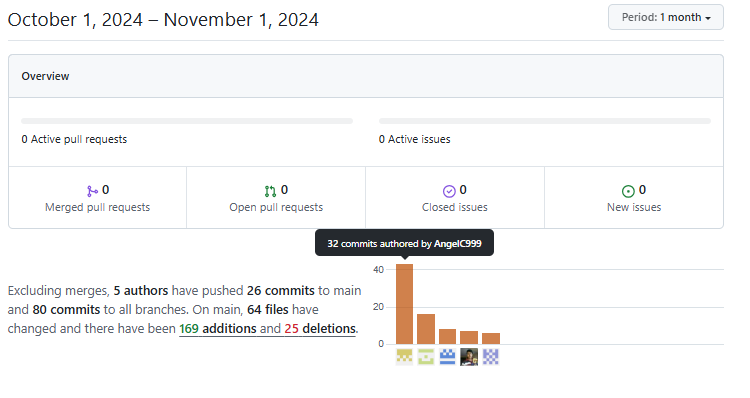 October 1, 2024 – November 1, 2024
Period: 1 month
Overview
0 Active pull requests
0 Active issues
0
Merged pull requests
0
Open pull requests
0
Closed issues
0
New issues
32 commits authored by AngelC999
Excluding merges, 5 authors have pushed 26 commits to main
and 80 commits to all branches. On main, 64 files have
changed and there have been 169 additions and 25 deletions.
40
20
0